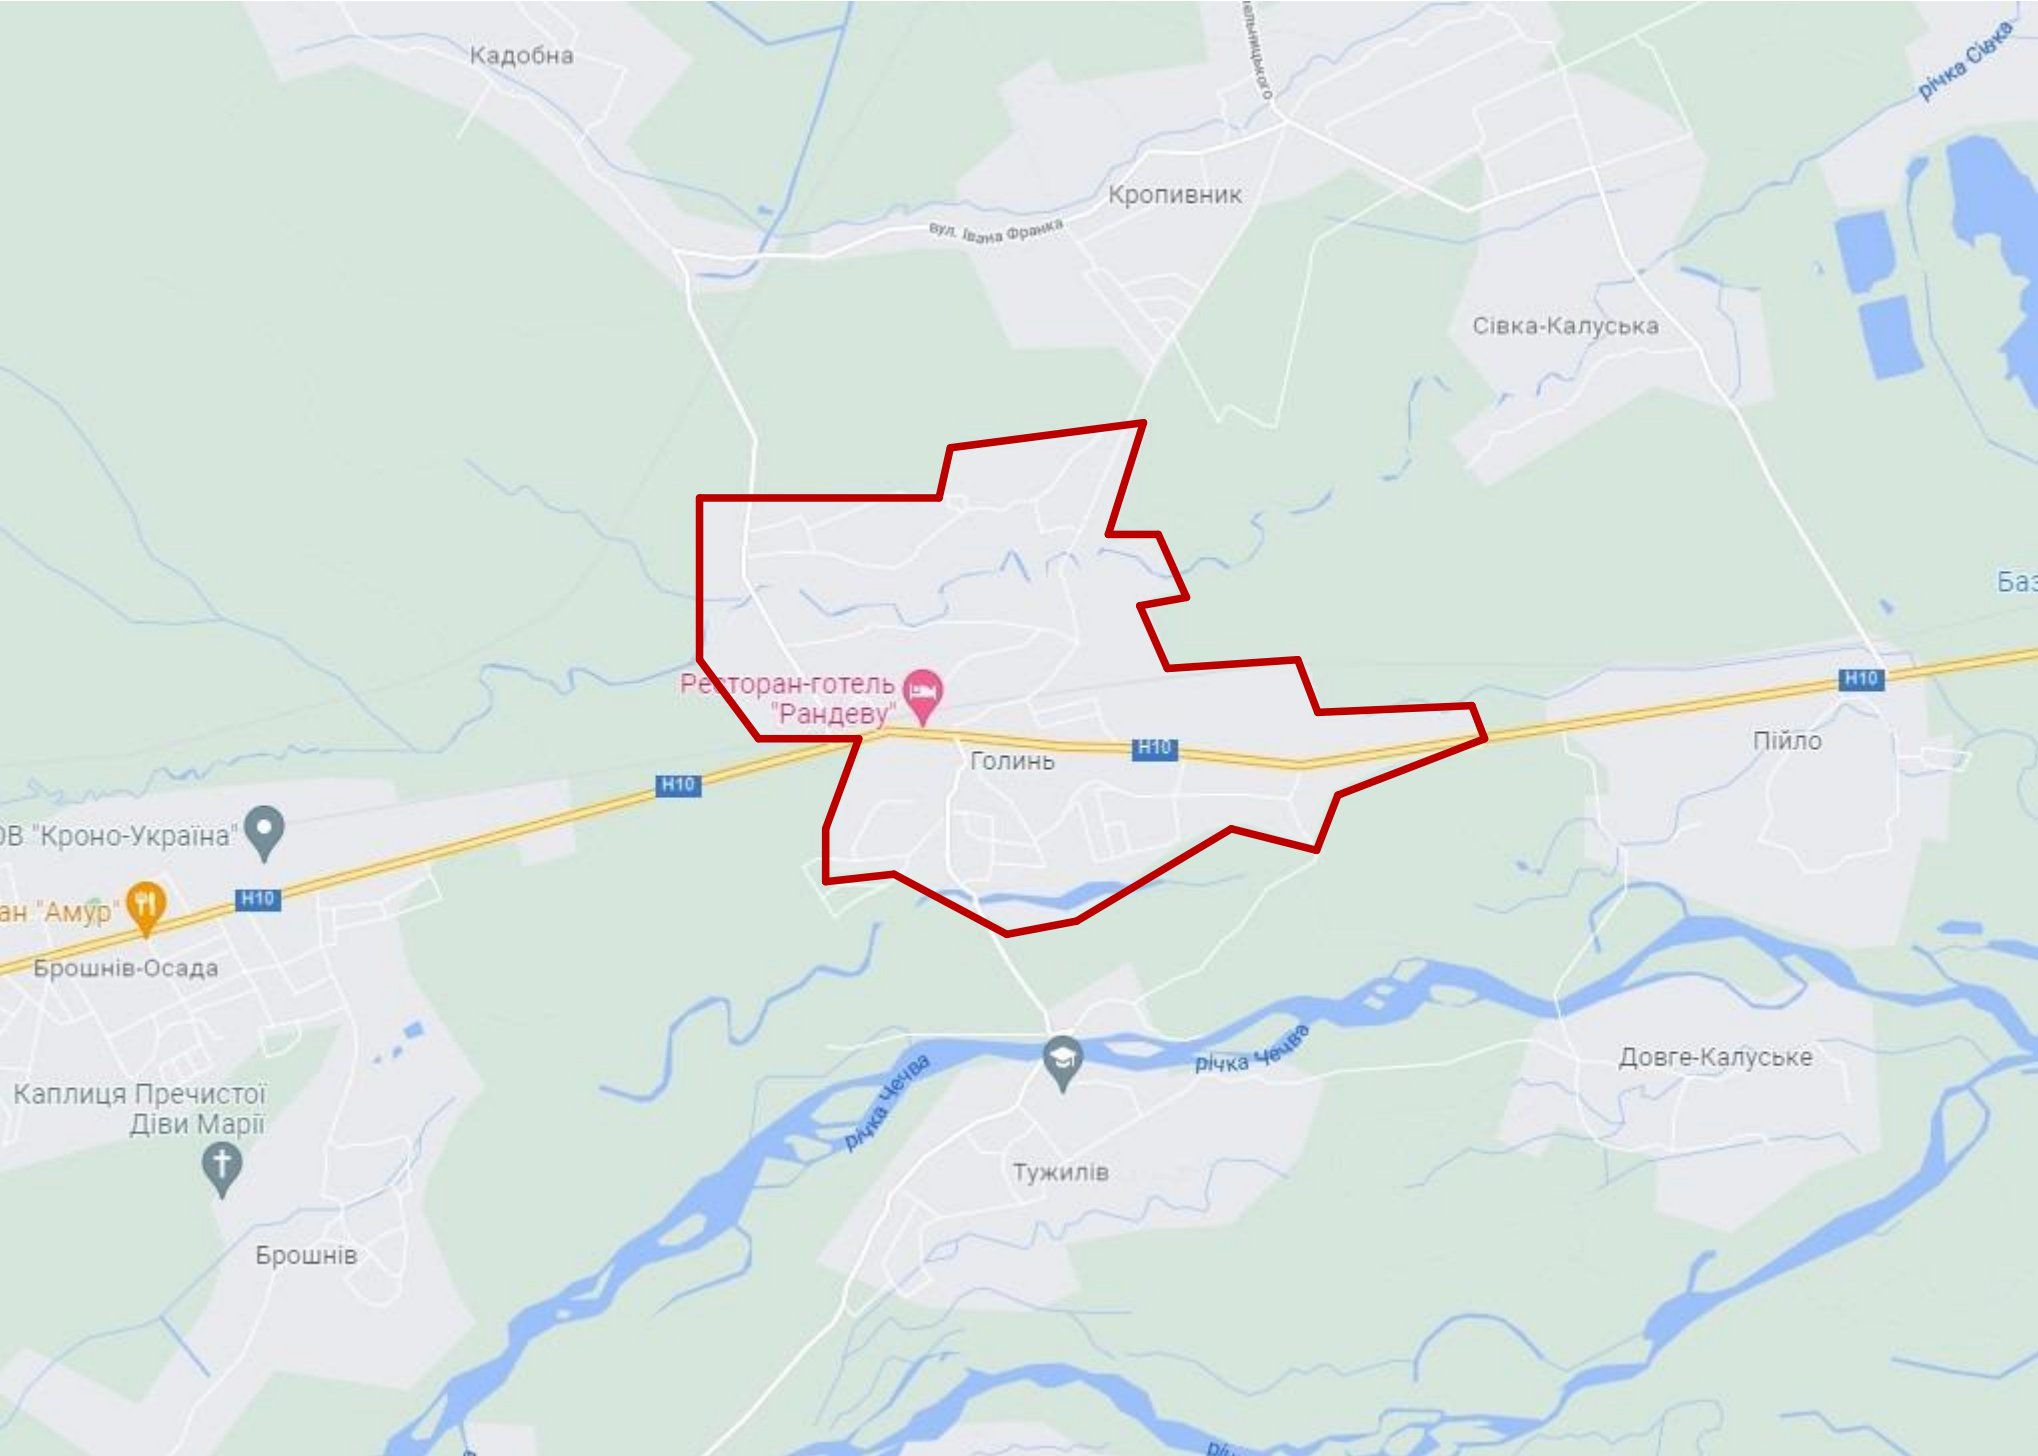 Кадобна
річка Сівка
Кропивник
вул. Івана Франка
Сівка-Калуська
Ресторан-готель
"Рандеву"
H10
H10
Голинь
H10
Пійло
ОВ "Кроно-Україна"
H10
ан "Амур"
Брошнів-Осада
річка Чечва
річка Чечва
Довге-Калуське
Каплиця Пречистої
Діви Марії
Тужилів
Брошнів